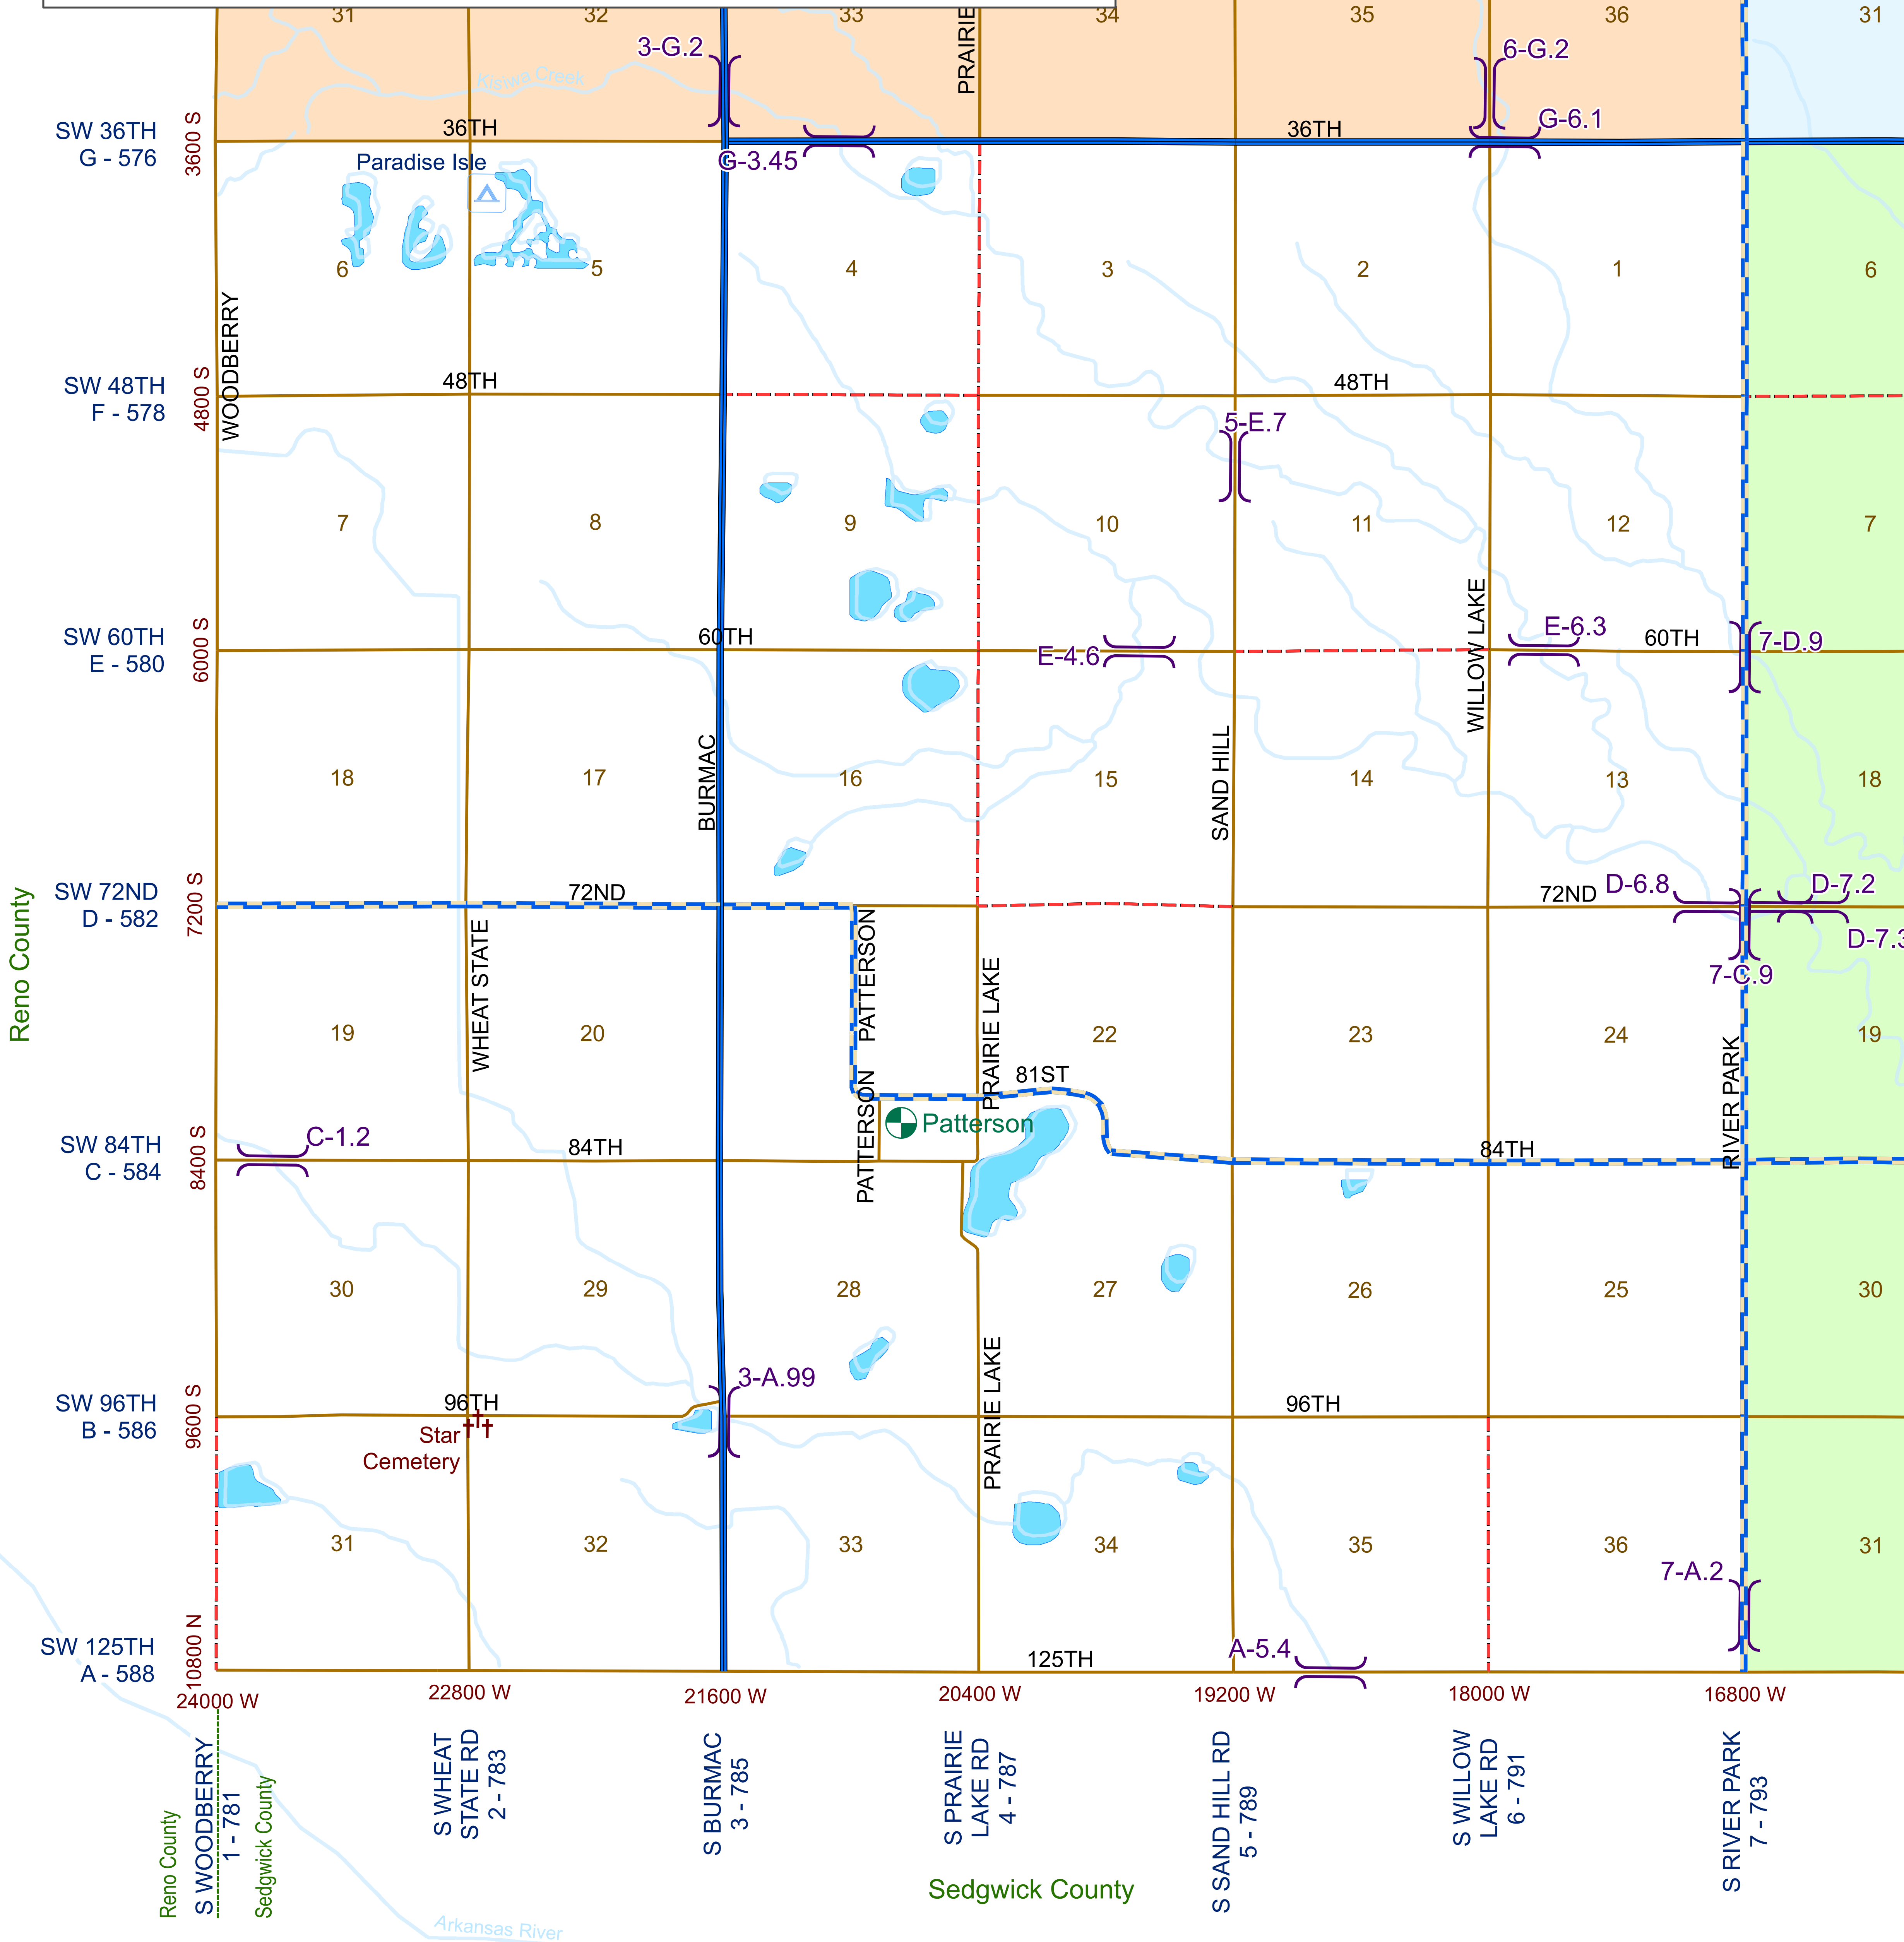 31
32
33
34
35
36
31
PRAIRIE
3-G.2
6-G.2
Kisiwa Creek
SW 36TH
G - 576
3600 S
36TH
36TH
G-6.1
G-3.45
Paradise Isle
6
5
4
3
2
1
6
WOODBERRY
SW 48TH
F - 578
4800 S
48TH
48TH
5-E.7
7
8
9
10
11
12
7
WILLOW LAKE
SW 60TH
E - 580
6000 S
60TH
E-4.6
E-6.3
60TH
7-D.9
BURMAC
SAND HILL
18
17
16
15
14
13
18
SW 72ND
D - 582
7200 S
72ND
72ND
D-6.8
D-7.2
D-7.3
7-C.9
Reno County
WHEAT STATE
PATTERSON
PRAIRIE LAKE
19
20
22
23
24
19
RIVER PARK
81ST
PATTERSON
Patterson
SW 84TH
C - 584
8400 S
C-1.2
84TH
84TH
30
29
28
27
26
25
30
3-A.99
PRAIRIE LAKE
SW 96TH
B - 586
9600 S
96TH
96TH
Star
Cemetery
31
32
33
34
35
36
31
7-A.2
SW 125TH
A - 588
10800 N
125TH
A-5.4
24000 W
22800 W
21600 W
20400 W
19200 W
18000 W
16800 W
Reno County
S WOODBERRY
1 - 781
Sedgwick County
S WHEAT
STATE RD
2 - 783
S BURMAC
3 - 785
S PRAIRIE
LAKE RD
4 - 787
S SAND HILL RD
5 - 789
S WILLOW
LAKE RD
6 - 791
S RIVER PARK
7 - 793
Sedgwick County
Arkansas River